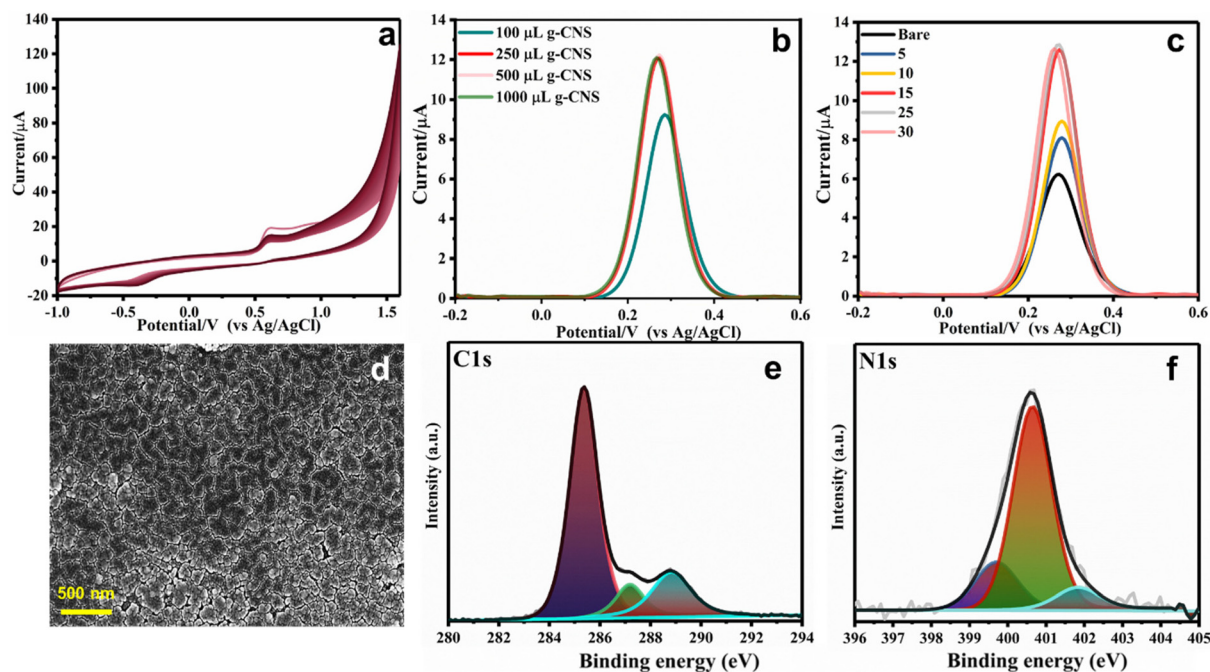 a
Current/μA
140
120
100
80
60
40
20
0
-20
-1.0 -0.5 0.0 0.5 1.0 1.5
Potential/V (vs Ag/AgCl)
b
100 μL g-CNS
250 μL g-CNS
500 μL g-CNS
1000 μL g-CNS
Current/μA
14
12
10
8
6
4
2
0
-0.2 0.0 0.2 0.4 0.6
Potential/V (vs Ag/AgCl)
c
Bare
5
10
15
25
30
Current/μA
14
12
10
8
6
4
2
0
-0.2 0.0 0.2 0.4 0.6
Potential/V (vs Ag/AgCl)
d
500 nm
C1s
e
Intensity (a.u.)
280 282 284 286 288 290 292 294
Binding energy (eV)
N1s
f
Intensity (a.u.)
396 397 398 399 400 401 402 403 404 405
Binding energy (eV)